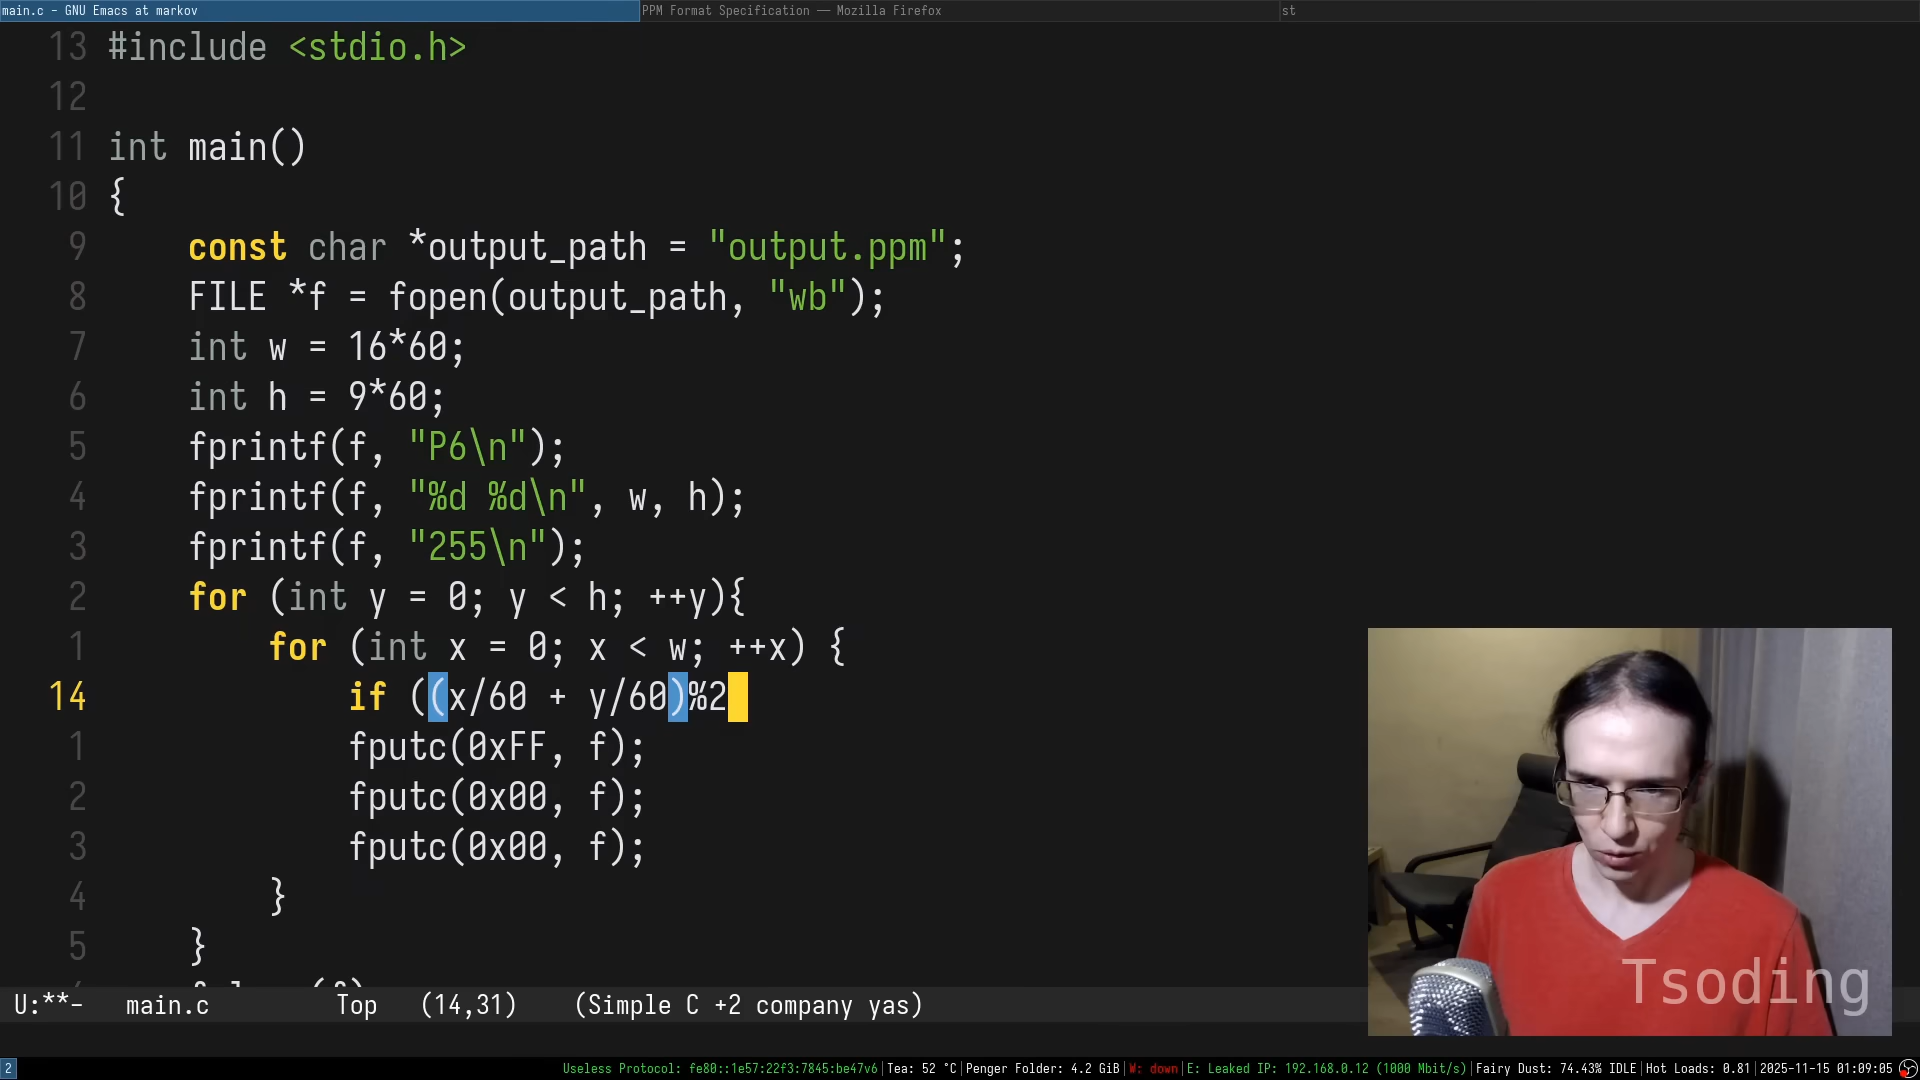 main.c - GNU Emacs at markov
PPM Format Specification — Mozilla Firefox
st
13 #include <stdio.h>
12
11 int main()
10 {
9     const char *output_path = "output.ppm";
8     FILE *f = fopen(output_path, "wb");
7     int w = 16*60;
6     int h = 9*60;
5     fprintf(f, "P6\n");
4     fprintf(f, "%d %d\n", w, h);
3     fprintf(f, "255\n");
2     for (int y = 0; y < h; ++y){
1         for (int x = 0; x < w; ++x) {
14             if ((x/60 + y/60)%2
1             fputc(0xFF, f);
2             fputc(0x00, f);
3             fputc(0x00, f);
4         }
5     }
U:**-   main.c   Top   (14,31)   (Simple C +2 company yas)
Tsoding
2
Useless Protocol: fe80::1e57:22f3:7845:be47v6|Tea: 52 °C|Penger Folder: 4.2 GiB|W: down|E: Leaked IP: 192.168.0.12 (1000 Mbit/s)|Fairy Dust: 74.43% IDLE|Hot Loads: 0.81|2025-11-15 01:09:05